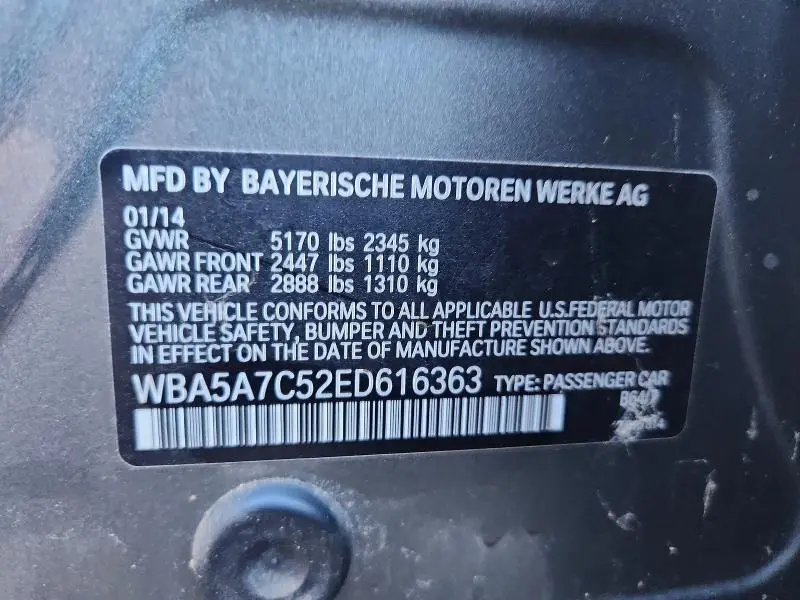 MFD BY BAYERISCHE MOTOREN WERKE AG
01/14
GVWR 5170 lbs 2345 kg
GAWR FRONT 2447 lbs 1110 kg
GAWR REAR 2888 lbs 1310 kg
THIS VEHICLE CONFORMS TO ALL APPLICABLE U.S.FEDERAL MOTOR
VEHICLE SAFETY, BUMPER AND THEFT PREVENTION STANDARDS
IN EFFECT ON THE DATE OF MANUFACTURE SHOWN ABOVE.
WBA5A7C52ED616363 TYPE: PASSENGER CAR